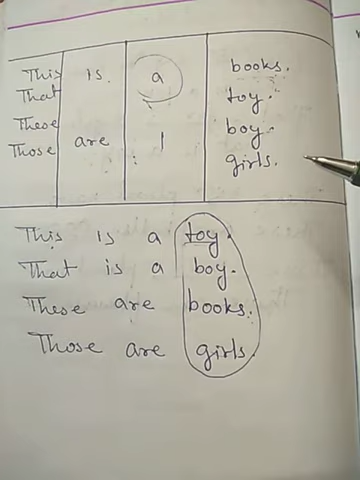 This is a books.
That toy.
These boy.
Those are girls.
This is a toy.
That is a boy.
These are books.
Those are girls.